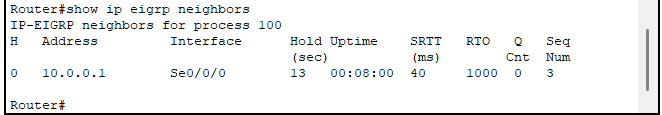 Router#show ip eigrp neighbors
IP-EIGRP neighbors for process 100
H   Address         Interface      Hold Uptime    SRTT   RTO   Q   Seq
                                   (sec)          (ms)        Cnt  Num
0   10.0.0.1        Se0/0/0        13   00:08:00  40     1000  0   3
Router#